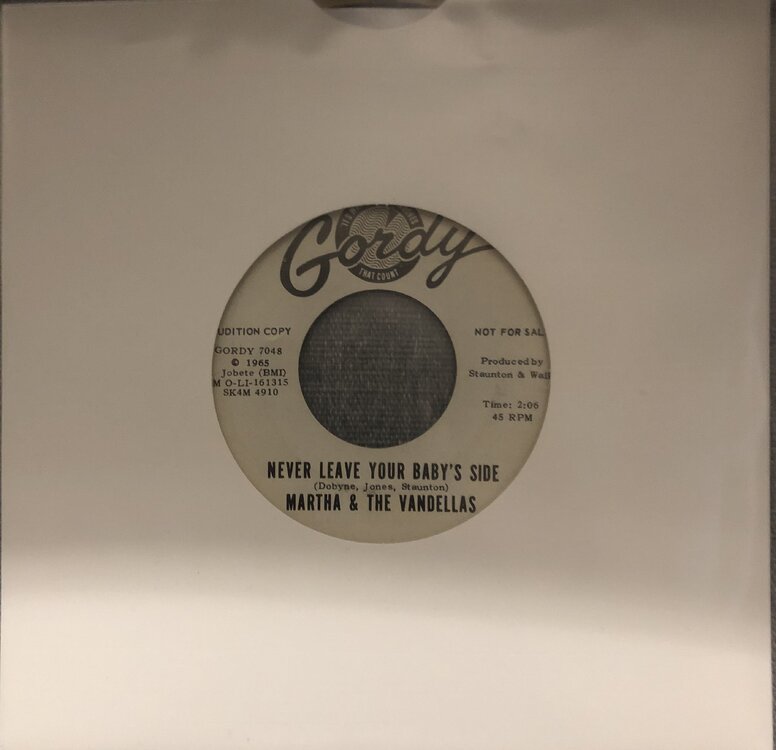 Gordy
THAT COUNT
UDITION COPY
GORDY 7048
© 1965
Jobete (BMI)
M O-LI-161315
SK4M 4910
NOT FOR SAL
Produced by
Staunton & Wal
Time: 2:06
45 RPM
NEVER LEAVE YOUR BABY'S SIDE
(Dobyne, Jones, Staunton)
MARTHA & THE VANDELLAS